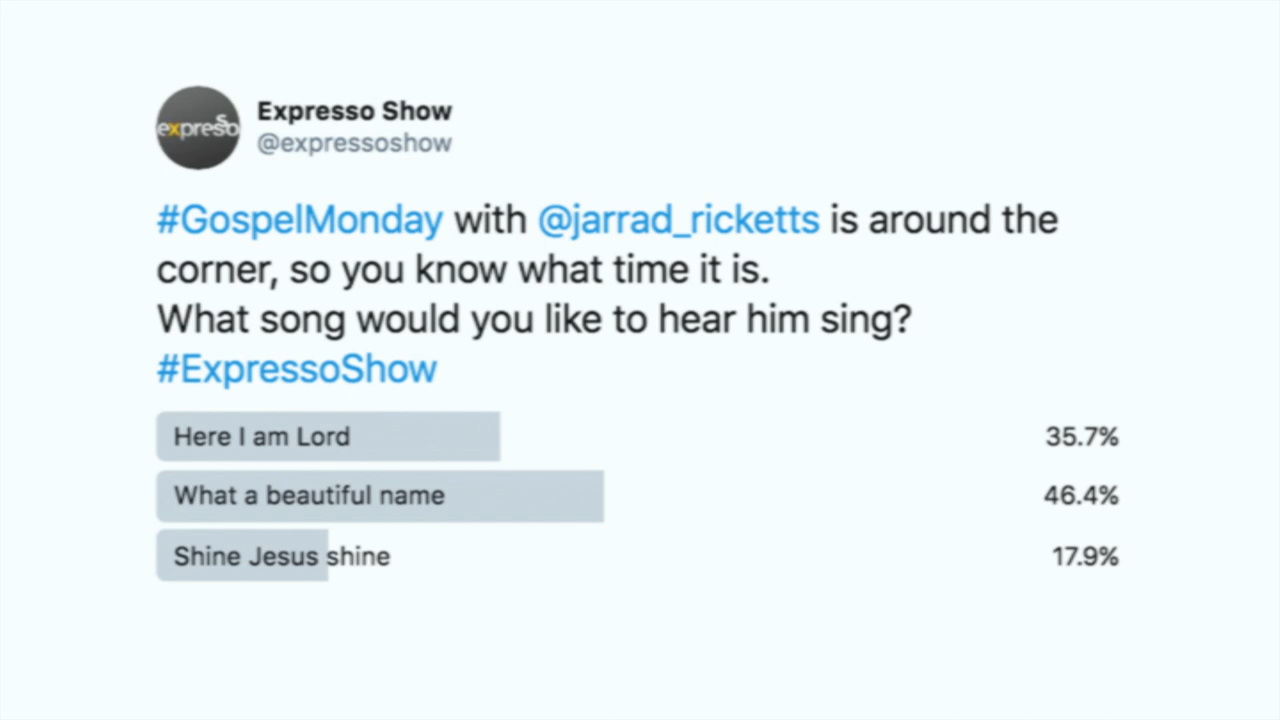 expresso
Expresso Show
@expressoshow
#GospelMonday with @jarrad_ricketts is around the
corner, so you know what time it is.
What song would you like to hear him sing?
#ExpressoShow
Here I am Lord 35.7%
What a beautiful name 46.4%
Shine Jesus shine 17.9%